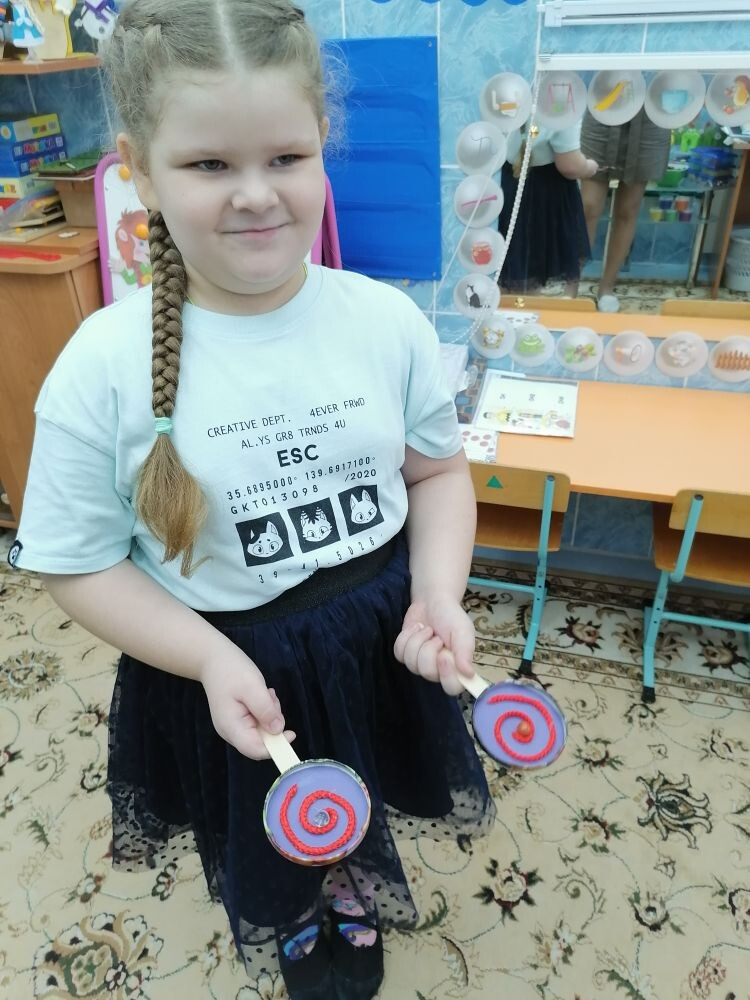 CREATIVE DEPT. 4EVER FRWD
AL.YS GR8 TRNDS 4U
ESC
35.6895000° 139.6917100°
GKT013098 /2020